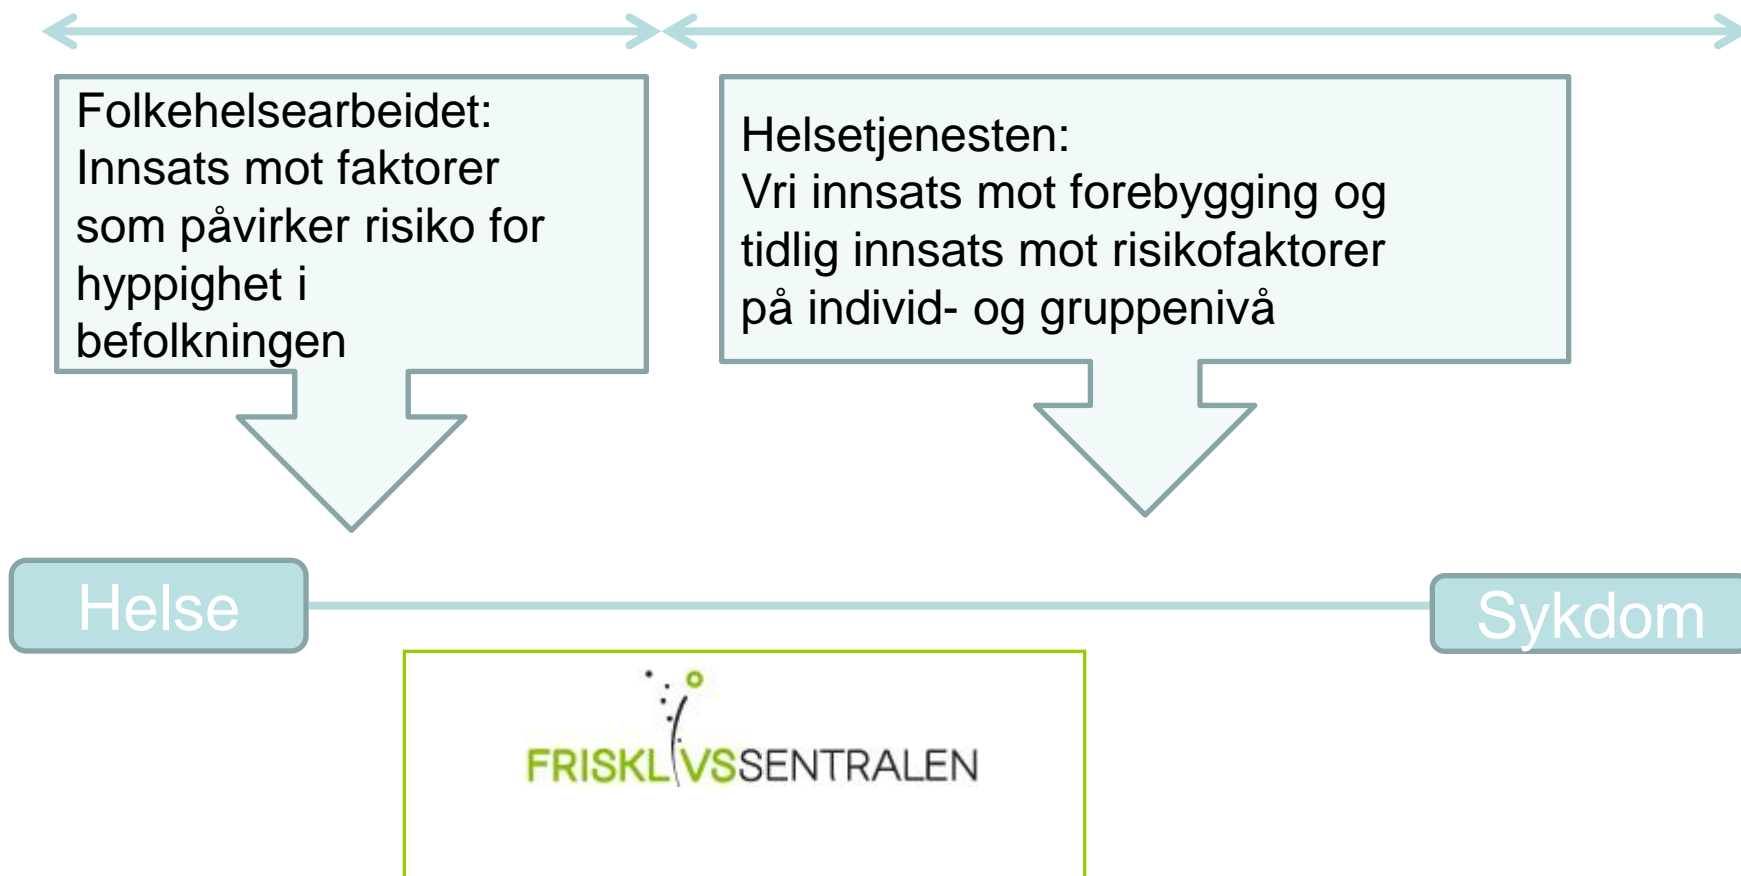 Folkehelsearbeidet:
Innsats mot faktorer
som påvirker risiko for
hyppighet i
befolkningen
Helsetjenesten:
Vri innsats mot forebygging og
tidlig innsats mot risikofaktorer
på individ- og gruppenivå
Helse
Sykdom
FRISKLIVSSENTRALEN